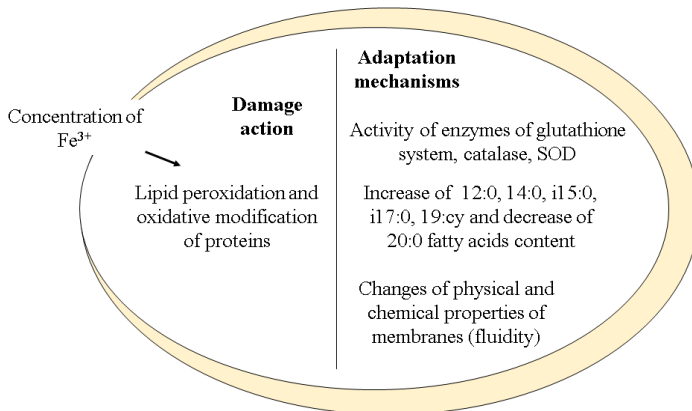 Concentration of
Fe³⁺
Damage
action
Lipid peroxidation and
oxidative modification
of proteins
Adaptation
mechanisms
Activity of enzymes of glutathione
system, catalase, SOD
Increase of 12:0, 14:0, i15:0,
i17:0, 19:cy and decrease of
20:0 fatty acids content
Changes of physical and
chemical properties of
membranes (fluidity)